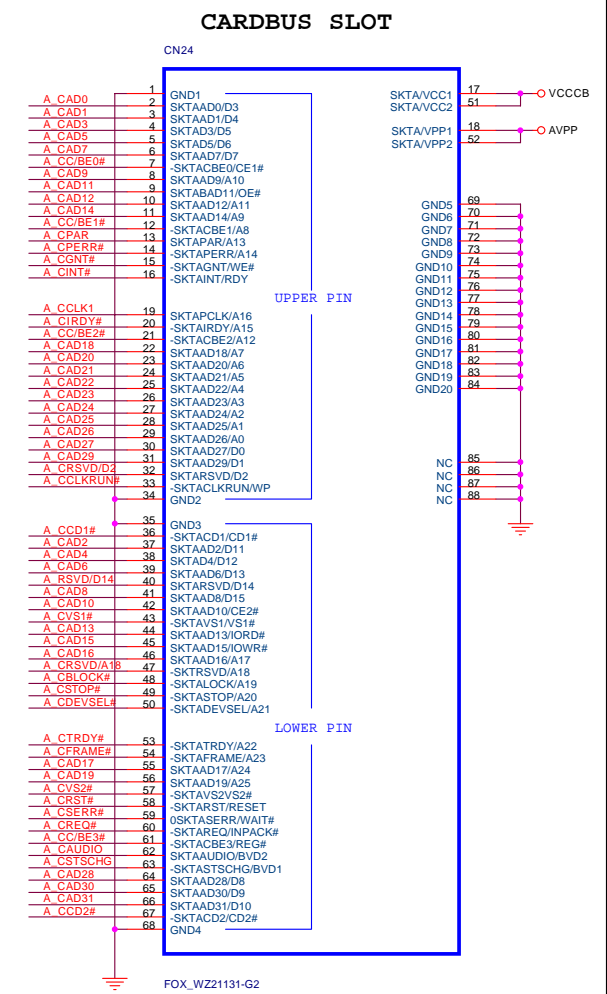 CARDBUS SLOT
CN24
1 GND1
A_CAD0 2 SKTAAD0/D3
A_CAD1 3 SKTAAD1/D4
A_CAD3 4 SKTAD3/D5
A_CAD5 5 SKTAD5/D6
A_CAD7 6 SKTAAD7/D7
A_CC/BE0# 7 -SKTACBE0/CE1#
A_CAD9 8 SKTAAD9/A10
A_CAD11 9 SKTABAD11/OE#
A_CAD12 10 SKTAAD12/A11
A_CAD14 11 SKTAAD14/A9
A_CC/BE1# 12 -SKTACBE1/A8
A_CPAR 13 SKTAPAR/A13
A_CPERR# 14 -SKTAPERR/A14
A_CGNT# 15 -SKTAGNT/WE#
A_CINT# 16 -SKTAINT/RDY
UPPER PIN
A_CCLK1 19 SKTAPCLK/A16
A_CIRDY# 20 -SKTAIRDY/A15
A_CC/BE2# 21 -SKTACBE2/A12
A_CAD18 22 SKTAAD18/A7
A_CAD20 23 SKTAAD20/A6
A_CAD21 24 SKTAAD21/A5
A_CAD22 25 SKTAAD22/A4
A_CAD23 26 SKTAAD23/A3
A_CAD24 27 SKTAAD24/A2
A_CAD25 28 SKTAAD25/A1
A_CAD26 29 SKTAAD26/A0
A_CAD27 30 SKTAAD27/D0
A_CAD29 31 SKTAAD29/D1
A_CRSVD/D2 32 SKTARSVD/D2
A_CCLKRUN# 33 -SKTACLKRUN/WP
34 GND2
35 GND3
A_CCD1# 36 -SKTACD1/CD1#
A_CAD2 37 SKTAAD2/D11
A_CAD4 38 SKTAD4/D12
A_CAD6 39 SKTAAD6/D13
A_RSVD/D14 40 SKTARSVD/D14
A_CAD8 41 SKTAAD8/D15
A_CAD10 42 SKTAAD10/CE2#
A_CVS1# 43 -SKTAVS1/VS1#
A_CAD13 44 SKTAAD13/IORD#
A_CAD15 45 SKTAAD15/IOWR#
A_CAD16 46 SKTAAD16/A17
A_CRSVD/A18 47 -SKTRSVD/A18
A_CBLOCK# 48 -SKTALOCK/A19
A_CSTOP# 49 -SKTASTOP/A20
A_CDEVSEL# 50 -SKTADEVSEL/A21
LOWER PIN
A_CTRDY# 53 -SKTATRDY/A22
A_CFRAME# 54 -SKTAFRAME/A23
A_CAD17 55 SKTAAD17/A24
A_CAD19 56 SKTAAD19/A25
A_CVS2# 57 -SKTAVS2VS2#
A_CRST# 58 -SKTARST/RESET
A_CSERR# 59 0SKTASERR/WAIT#
A_CREQ# 60 -SKTAREQ/INPACK#
A_CC/BE3# 61 -SKTACBE3/REG#
A_CAUDIO 62 SKTAAUDIO/BVD2
A_CSTSCHG 63 -SKTASTSCHG/BVD1
A_CAD28 64 SKTAAD28/D8
A_CAD30 65 SKTAAD30/D9
A_CAD31 66 SKTAAD31/D10
A_CCD2# 67 -SKTACD2/CD2#
68 GND4
SKTA/VCC1 17 VCCCB
SKTA/VCC2 51
SKTA/VPP1 18 AVPP
SKTA/VPP2 52
GND5 69
GND6 70
GND7 71
GND8 72
GND9 73
GND10 74
GND11 75
GND12 76
GND13 77
GND14 78
GND15 79
GND16 80
GND17 81
GND18 82
GND19 83
GND20 84
NC 85
NC 86
NC 87
NC 88
FOX_WZ21131-G2